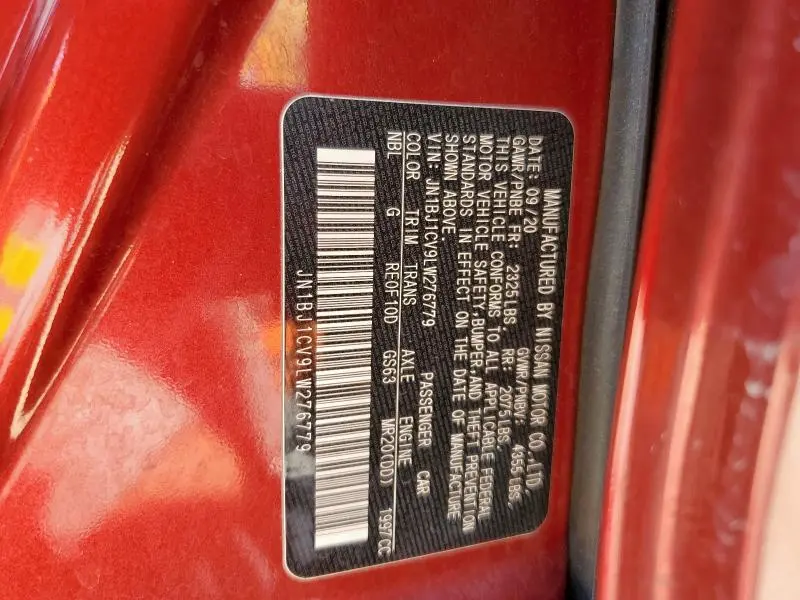 MANUFACTURED BY NISSAN MOTOR CO., LTD.
DATE: 09/20 GVWR/PNBV: 4355LBS,
GAWR/PNBE FR: 2325LBS RR: 2075LBS,
THIS VEHICLE CONFORMS TO ALL APPLICABLE FEDERAL
MOTOR VEHICLE SAFETY, BUMPER, AND THEFT PREVENTION
STANDARDS IN EFFECT ON THE DATE OF MANUFACTURE
SHOWN ABOVE.
VIN: JN1BJ1CV9LW276779 PASSENGER CAR
COLOR TRIM TRANS AXLE ENGINE
NBL G RE0F10D GS63 MR20(DD) 1997CC
JN1BJ1CV9LW276779